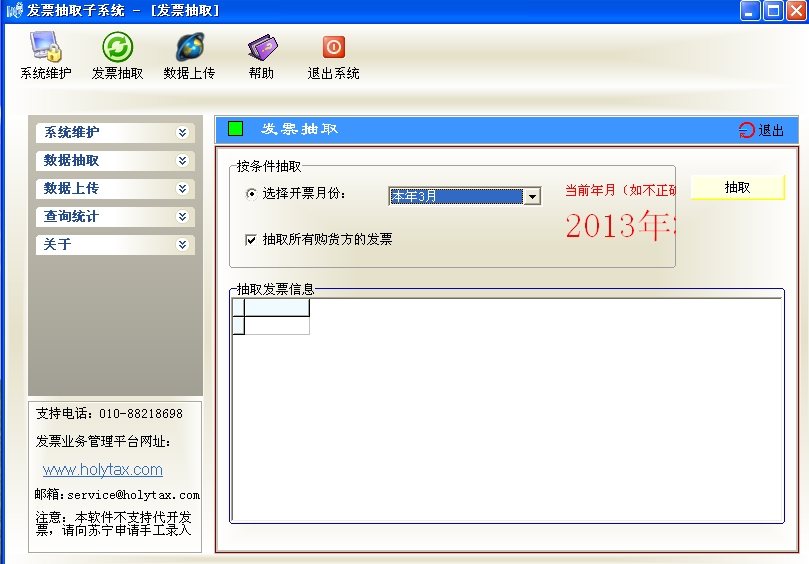 发票抽取子系统 - [发票抽取]
系统维护 发票抽取 数据上传 帮助 退出系统
系统维护
数据抽取
数据上传
查询统计
关于
支持电话: 010-88218698
发票业务管理平台网址:
www.holytax.com
邮箱:service@holytax.com
注意: 本软件不支持代开发
票, 请向苏宁申请手工录入
发票抽取 退出
按条件抽取
选择开票月份: 本年3月
当前年月 (如不正确
2013年
抽取
抽取所有购货方的发票
抽取发票信息